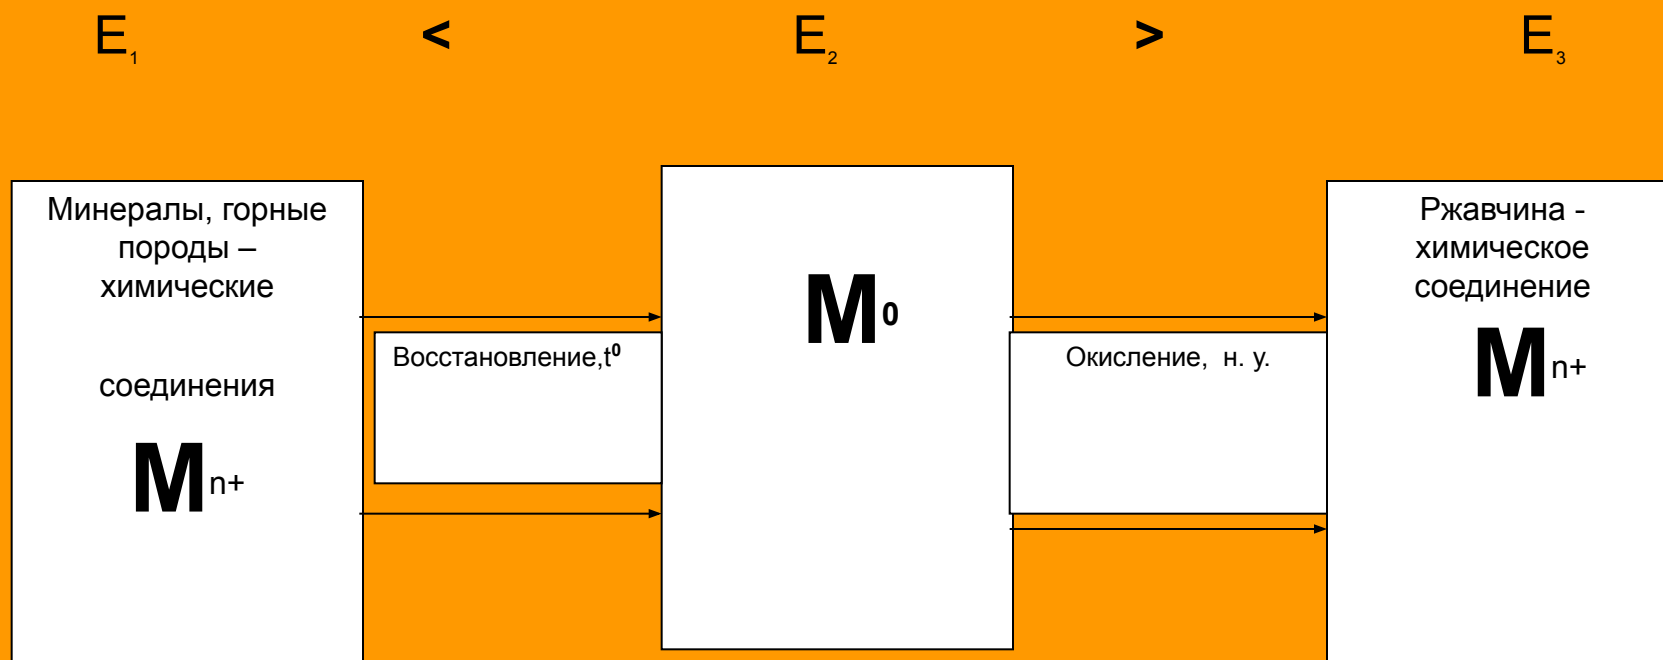 E₁ < E₂ > E₃
Минералы, горные
породы –
химические
соединения
Mn+
Восстановление,t⁰
M⁰
Окисление, н. у.
Ржавчина -
химическое
соединение
Mn+